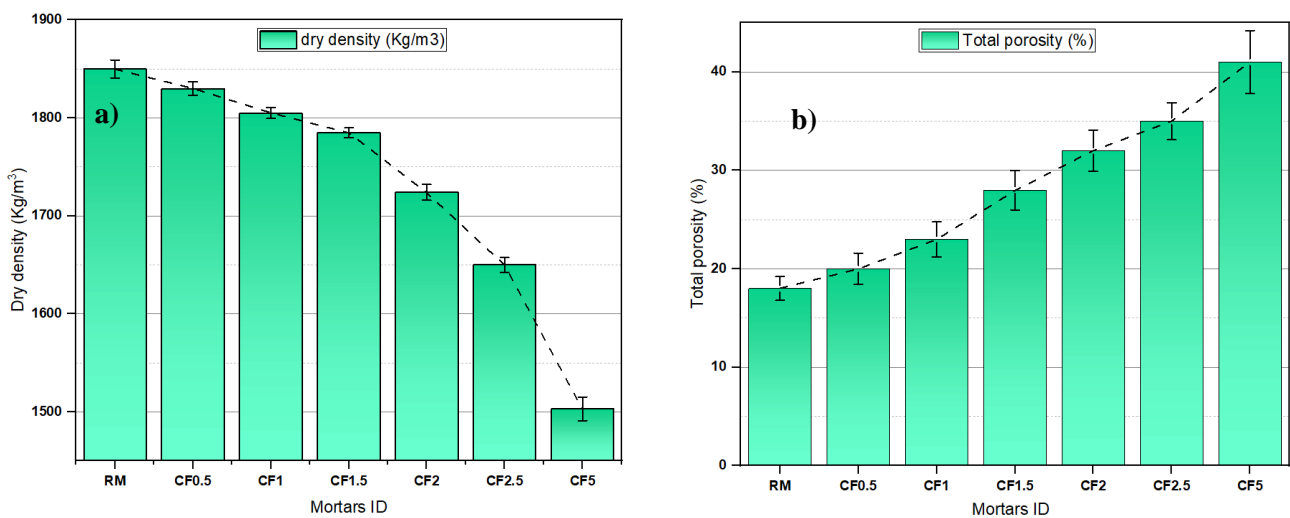 dry density (Kg/m3)
a)
Dry density (Kg/m³)
1900
1800
1700
1600
1500
RM CF0.5 CF1 CF1.5 CF2 CF2.5 CF5
Mortars ID
Total porosity (%)
b)
Total porosity (%)
40
30
20
10
0
RM CF0.5 CF1 CF1.5 CF2 CF2.5 CF5
Mortars ID